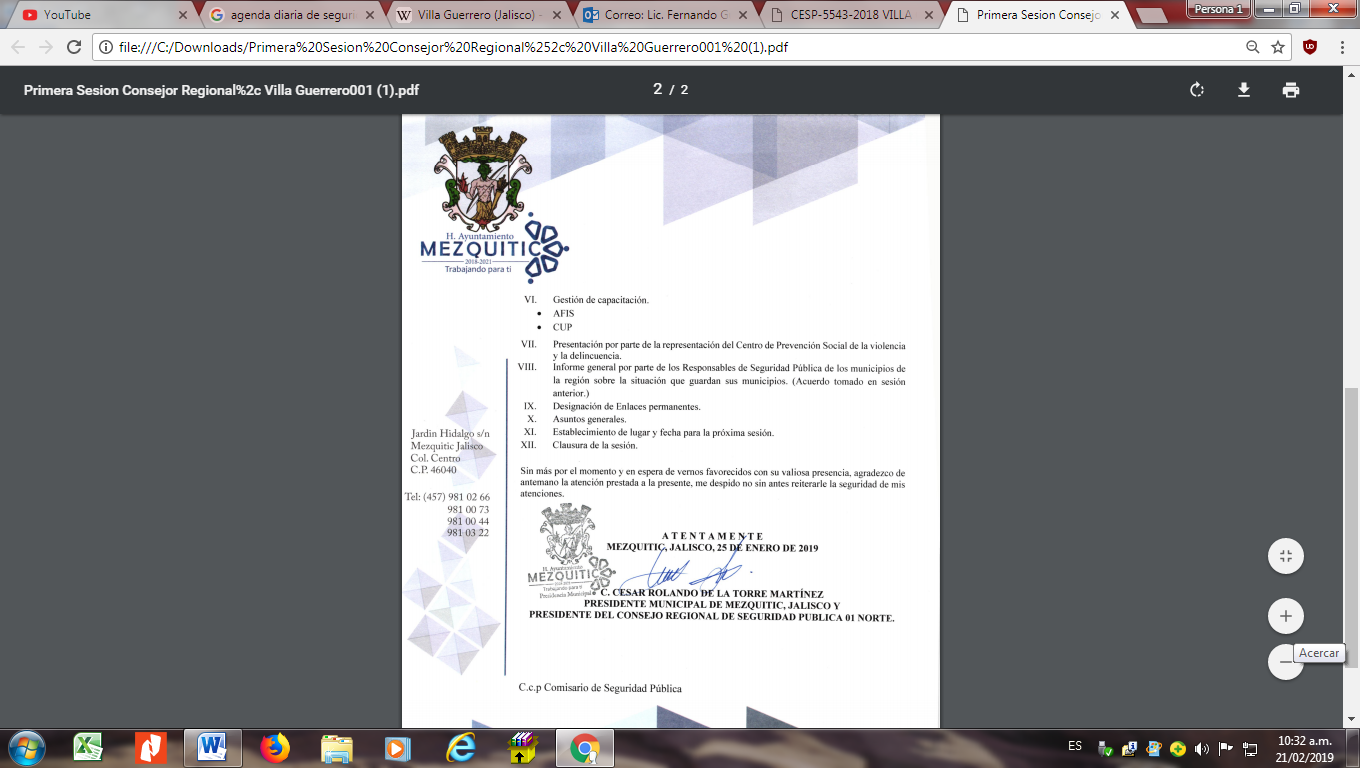 YouTube
agenda diaria de seguri
Villa Guerrero (Jalisco) -
Correo: Lic. Fernando G
CESP-5543-2018 VILLA
Primera Sesion Consejo
Persona 1
file:///C:/Downloads/Primera%20Sesion%20Consejor%20Regional%252c%20Villa%20Guerrero001%20(1).pdf
Primera Sesion Consejor Regional%2c Villa Guerrero001 (1).pdf
2 / 2
H. Ayuntamiento
MEZQUITIC
2018-2021
Trabajando para ti
VI. Gestión de capacitación.
• AFIS
• CUP
VII. Presentación por parte de la representación del Centro de Prevención Social de la violencia
y la delincuencia.
VIII. Informe general por parte de los Responsables de Seguridad Pública de los municipios de
la región sobre la situación que guardan sus municipios. (Acuerdo tomado en sesión
anterior.)
IX. Designación de Enlaces permanentes.
X. Asuntos generales.
XI. Establecimiento de lugar y fecha para la próxima sesión.
XII. Clausura de la sesión.
Jardin Hidalgo s/n
Mezquitic Jalisco
Col. Centro
C.P. 46040
Tel: (457) 981 02 66
981 00 73
981 00 44
981 03 22
Sin más por el momento y en espera de vernos favorecidos con su valiosa presencia, agradezco de
antemano la atención prestada a la presente, me despido no sin antes reiterarle la seguridad de mis
atenciones.
A T E N T A M E N T E
MEZQUITIC, JALISCO, 25 DE ENERO DE 2019
H. Ayuntamiento
MEZQUITIC
2018-2021
Trabajando para ti
Presidencia Municipal
C. CESAR ROLANDO DE LA TORRE MARTÍNEZ
PRESIDENTE MUNICIPAL DE MEZQUITIC, JALISCO Y
PRESIDENTE DEL CONSEJO REGIONAL DE SEGURIDAD PUBLICA 01 NORTE.
C.c.p Comisario de Seguridad Pública
Acercar
ES
10:32 a.m.
21/02/2019